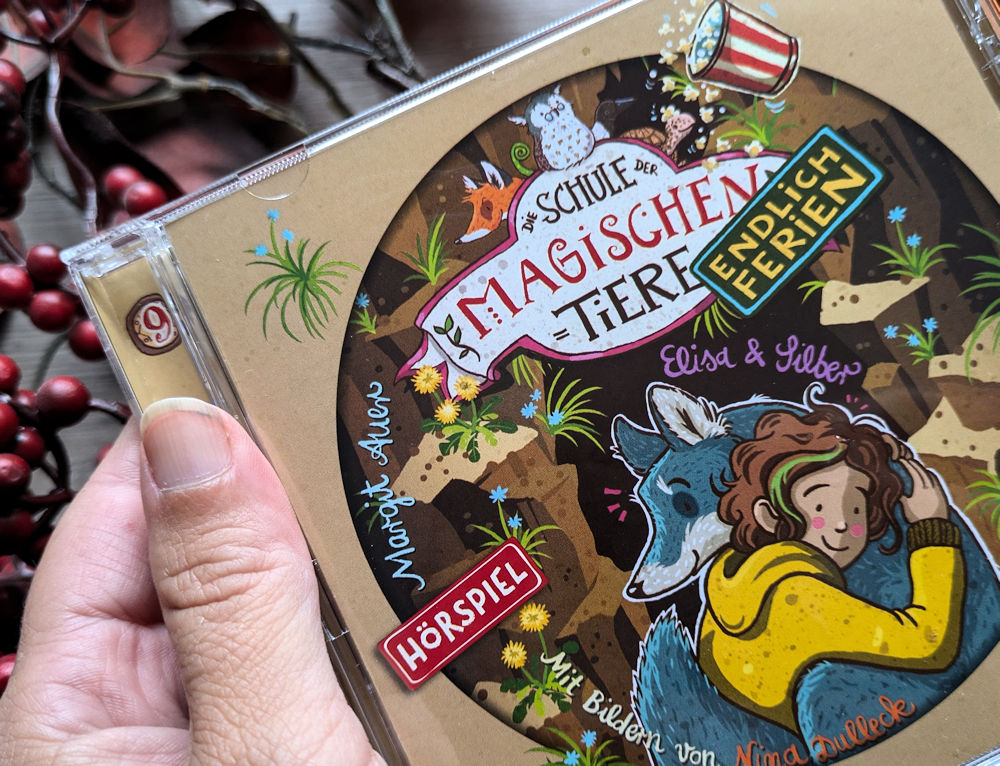 9
DIE SCHULE DER
MAGISCHEN
TIERE
ENDLICH
FERIEN
Elisa & Silber
Margit Auer
HÖRSPIEL
Mit Bildern von Nina Dulleck